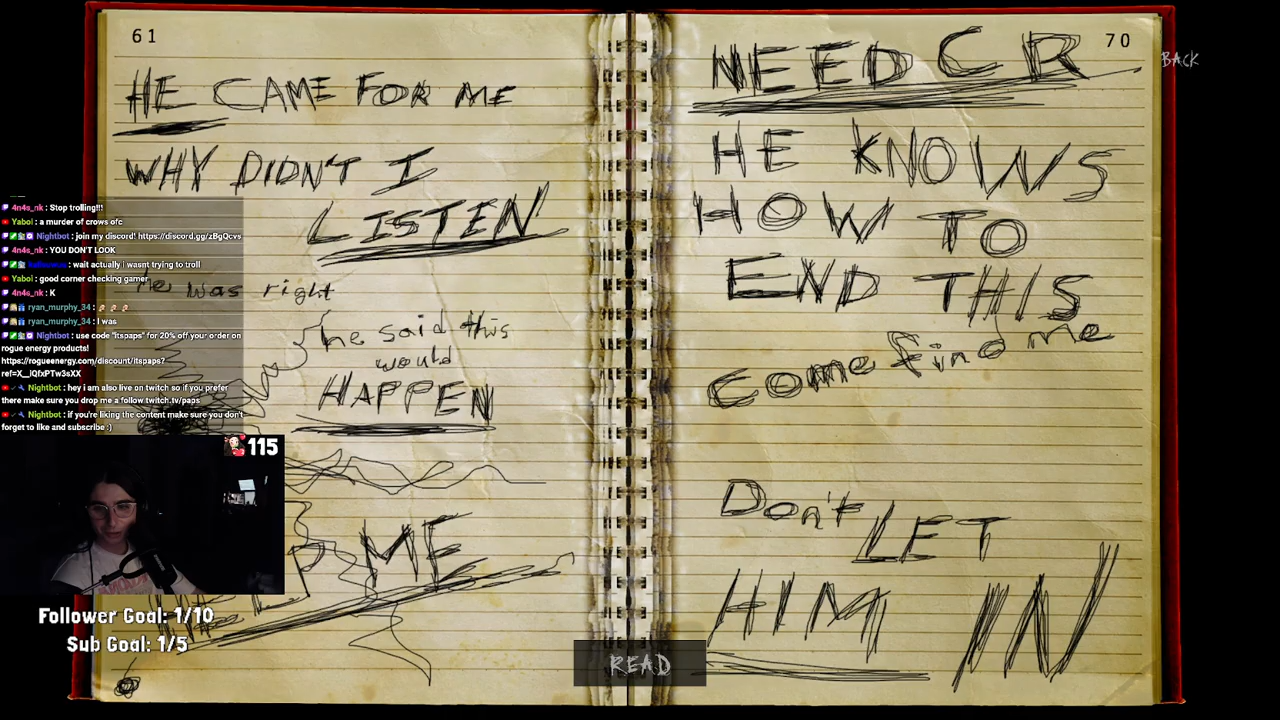 61
HE CAME FOR ME
WHY DIDN'T I
LISTEN
he was right
he said this
would
HAPPEN
ME
70
NEED CR
HE KNOWS
HOW TO
END THIS
come find me
Don't LET
HIM IN
BACK
READ
4n4s_nk : Stop trolling!!!
Yaboi : a murder of crows ofc
Nightbot : join my discord! https://discord.gg/zBgQcvs
4n4s_nk : YOU DON'T LOOK
: wait actually i wasnt trying to troll
Yaboi : good corner checking gamer
4n4s_nk : K
ryan_murphy_34 :
ryan_murphy_34 : I was
Nightbot : use code "itspaps" for 20% off your order on
rogue energy products!
https://rogueenergy.com/discount/itspaps?
ref=X__lQfxPTw3sXX
Nightbot : hey i am also live on twitch so if you prefer
there make sure you drop me a follow twitch.tv/paps
Nightbot : if you're liking the content make sure you don't
forget to like and subscribe :)
115
Follower Goal: 1/10
Sub Goal: 1/5